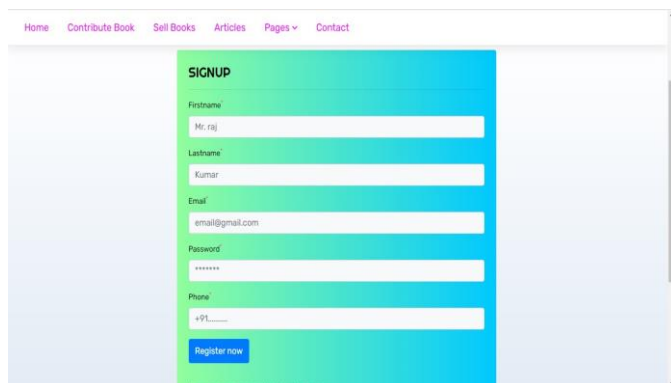 Home Contribute Book Sell Books Articles Pages Contact
SIGNUP
Firstname*
Mr. raj
Lastname*
Kumar
Email*
email@gmail.com
Password*
*******
Phone*
+91..........
Register now